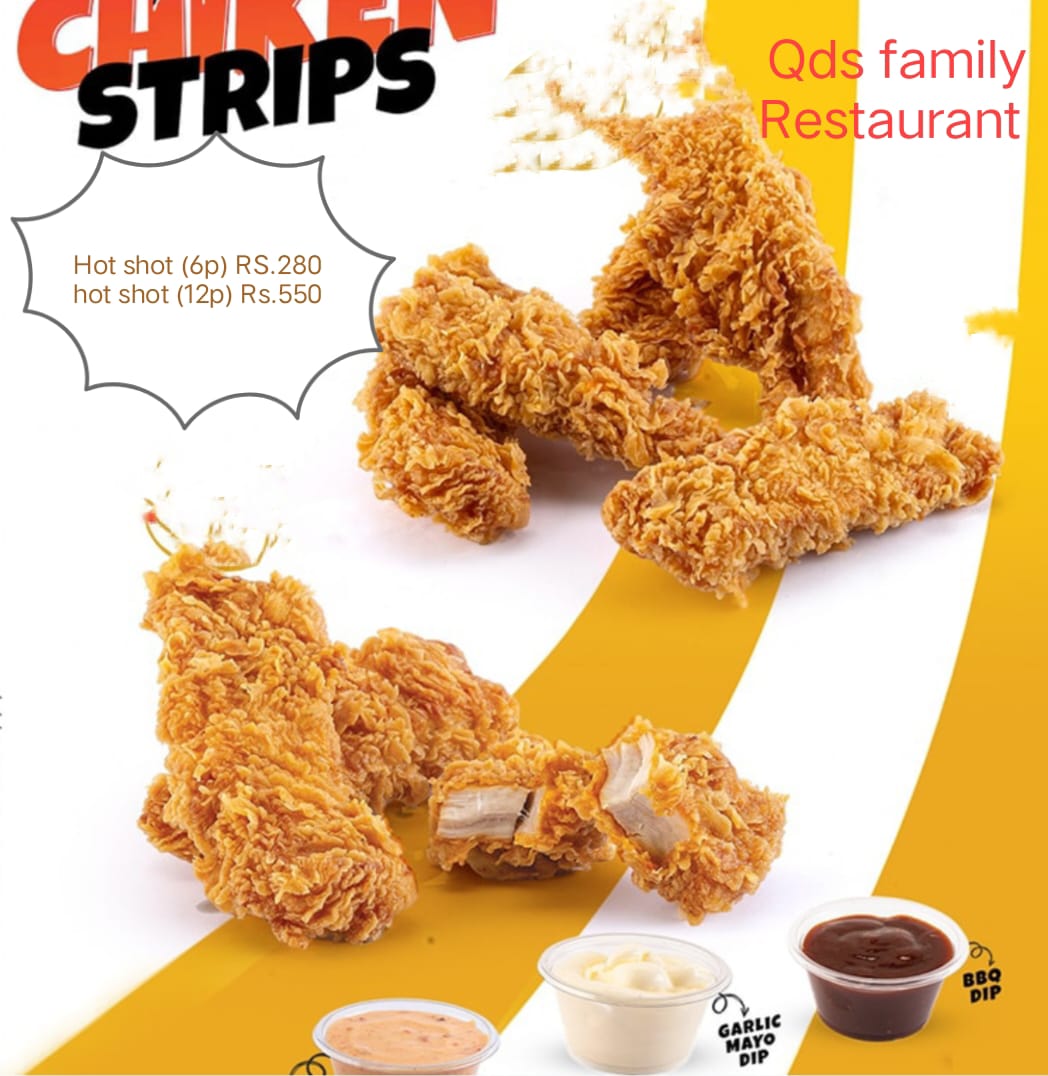 CHIKEN
STRIPS
Qds family
Restaurant
Hot shot (6p) RS.280
hot shot (12p) Rs.550
BBQ
DIP
GARLIC
MAYO
DIP